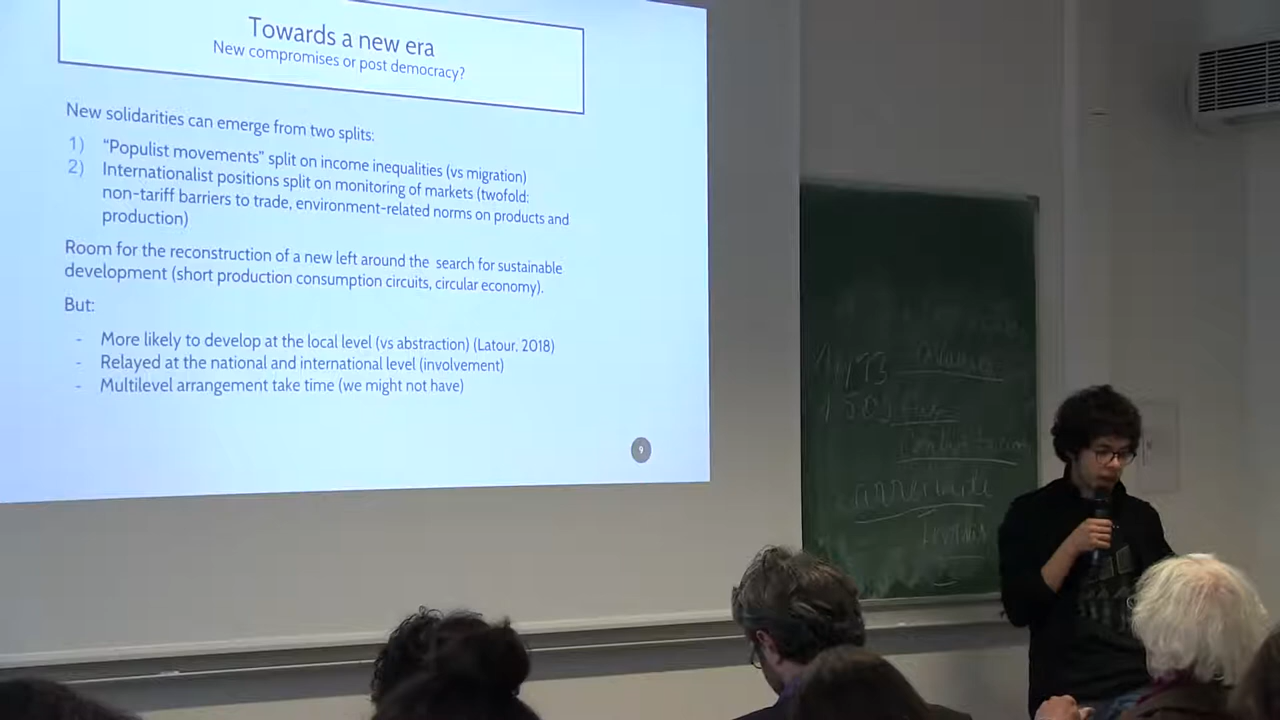 Towards a new era
New compromises or post democracy?
New solidarities can emerge from two splits:
1) “Populist movements” split on income inequalities (vs migration)
2) Internationalist positions split on monitoring of markets (twofold:
non-tariff barriers to trade, environment-related norms on products and
production)
Room for the reconstruction of a new left around the search for sustainable
development (short production consumption circuits, circular economy).
But:
- More likely to develop at the local level (vs abstraction) (Latour, 2018)
- Relayed at the national and international level (involvement)
- Multilevel arrangement take time (we might not have)
9